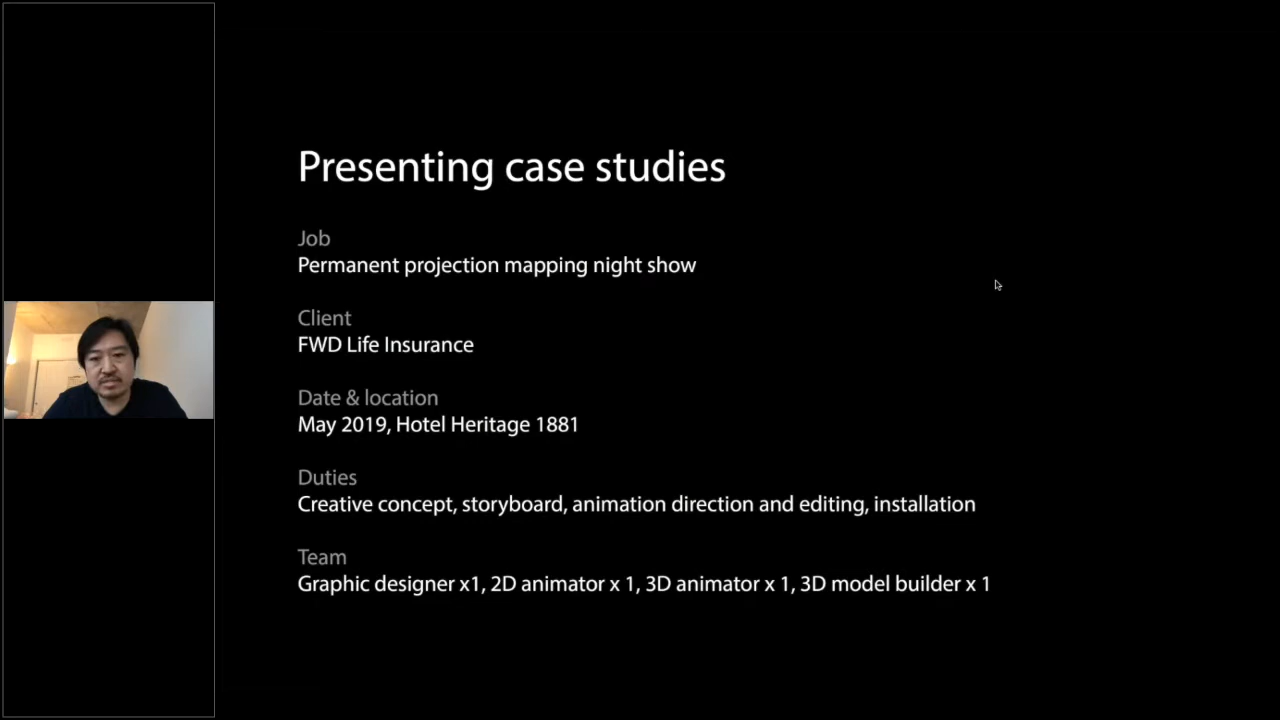 Presenting case studies
Job
Permanent projection mapping night show
Client
FWD Life Insurance
Date & location
May 2019, Hotel Heritage 1881
Duties
Creative concept, storyboard, animation direction and editing, installation
Team
Graphic designer x1, 2D animator x 1, 3D animator x 1, 3D model builder x 1